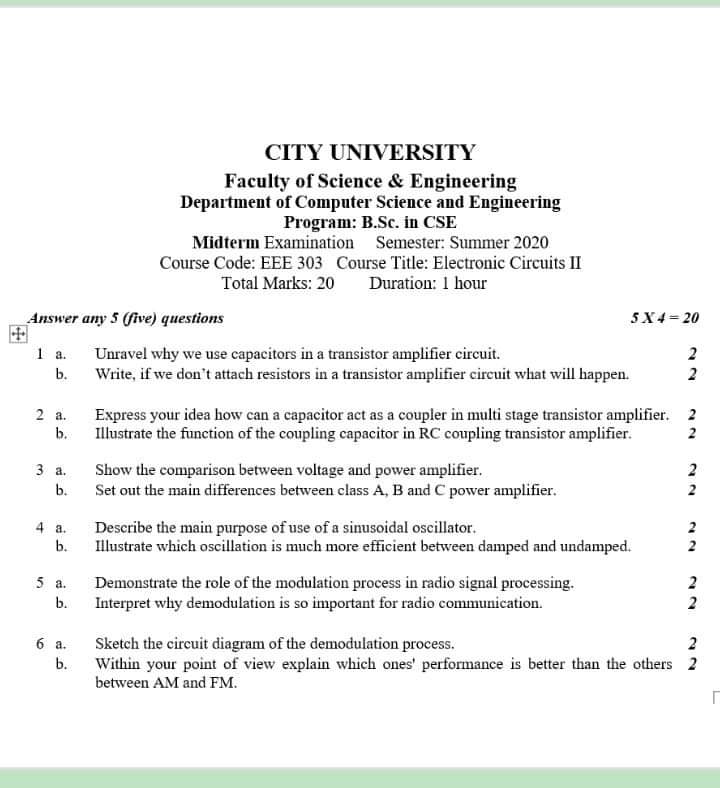 CITY UNIVERSITY
Faculty of Science & Engineering
Department of Computer Science and Engineering
Program: B.Sc. in CSE
Midterm Examination Semester: Summer 2020
Course Code: EEE 303 Course Title: Electronic Circuits II
Total Marks: 20 Duration: 1 hour
Answer any 5 (five) questions 5 X 4 = 20
1 a. Unravel why we use capacitors in a transistor amplifier circuit. 2
b. Write, if we don't attach resistors in a transistor amplifier circuit what will happen. 2
2 a. Express your idea how can a capacitor act as a coupler in multi stage transistor amplifier. 2
b. Illustrate the function of the coupling capacitor in RC coupling transistor amplifier. 2
3 a. Show the comparison between voltage and power amplifier. 2
b. Set out the main differences between class A, B and C power amplifier. 2
4 a. Describe the main purpose of use of a sinusoidal oscillator. 2
b. Illustrate which oscillation is much more efficient between damped and undamped. 2
5 a. Demonstrate the role of the modulation process in radio signal processing. 2
b. Interpret why demodulation is so important for radio communication. 2
6 a. Sketch the circuit diagram of the demodulation process. 2
b. Within your point of view explain which ones' performance is better than the others 2
between AM and FM.